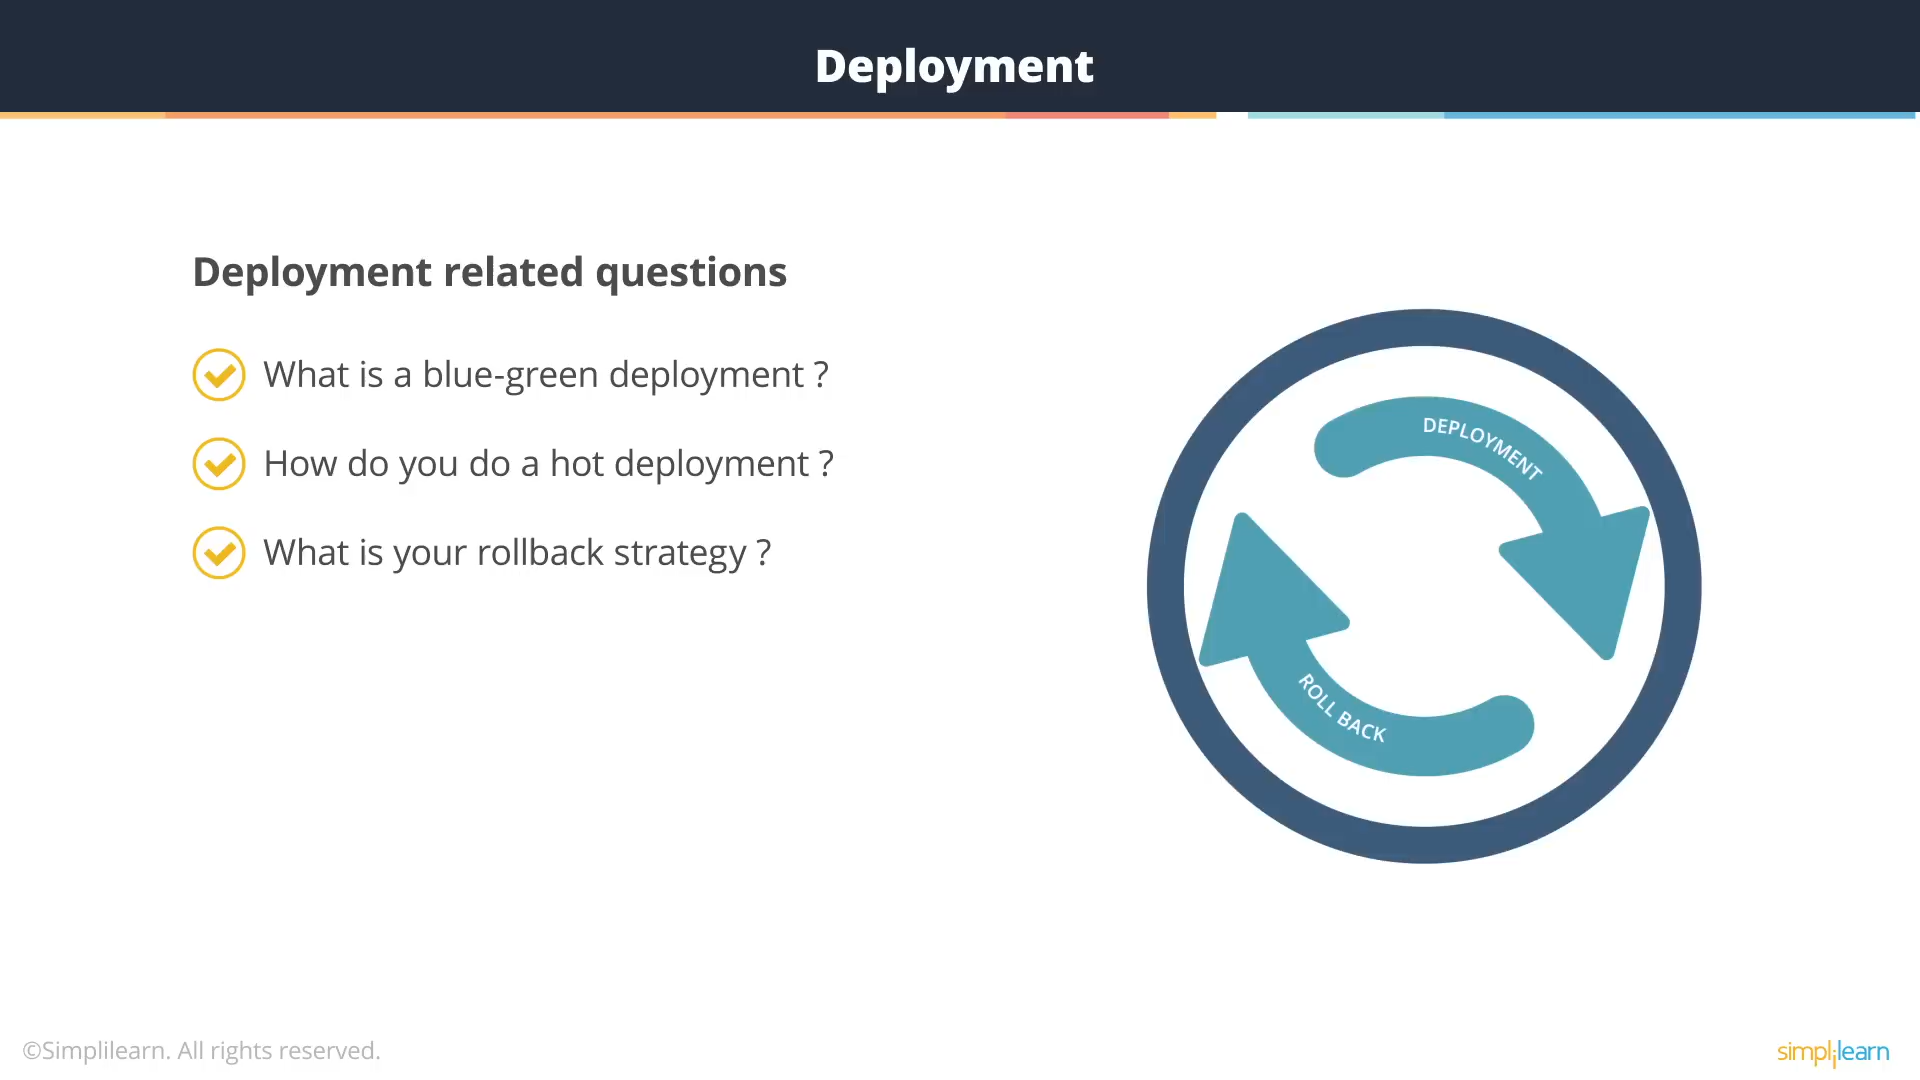 Deployment
Deployment related questions
What is a blue-green deployment ?
How do you do a hot deployment ?
What is your rollback strategy ?
DEPLOYMENT
ROLL BACK
©Simplilearn. All rights reserved.
simplilearn